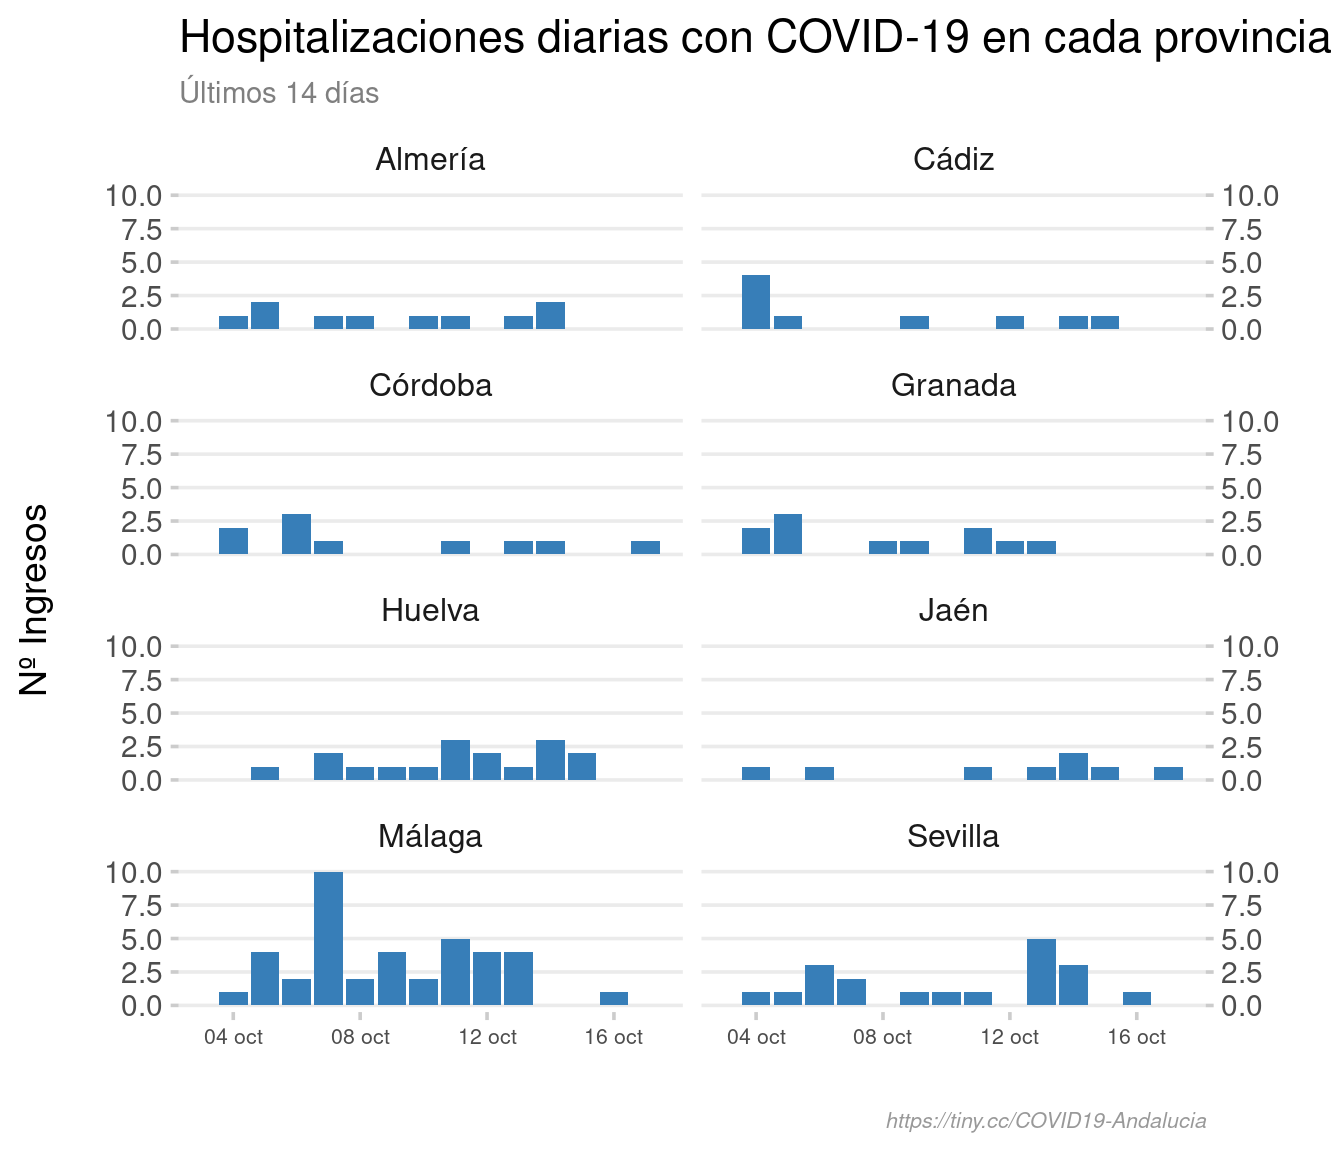 Hospitalizaciones diarias con COVID-19 en cada provincia
Últimos 14 días
Almería Cádiz
10.0 10.0
7.5 7.5
5.0 5.0
2.5 2.5
0.0 0.0
Córdoba Granada
10.0 10.0
7.5 7.5
5.0 5.0
2.5 2.5
0.0 0.0
Nº Ingresos
Huelva Jaén
10.0 10.0
7.5 7.5
5.0 5.0
2.5 2.5
0.0 0.0
Málaga Sevilla
10.0 10.0
7.5 7.5
5.0 5.0
2.5 2.5
0.0 0.0
04 oct 08 oct 12 oct 16 oct 04 oct 08 oct 12 oct 16 oct
https://tiny.cc/COVID19-Andalucia